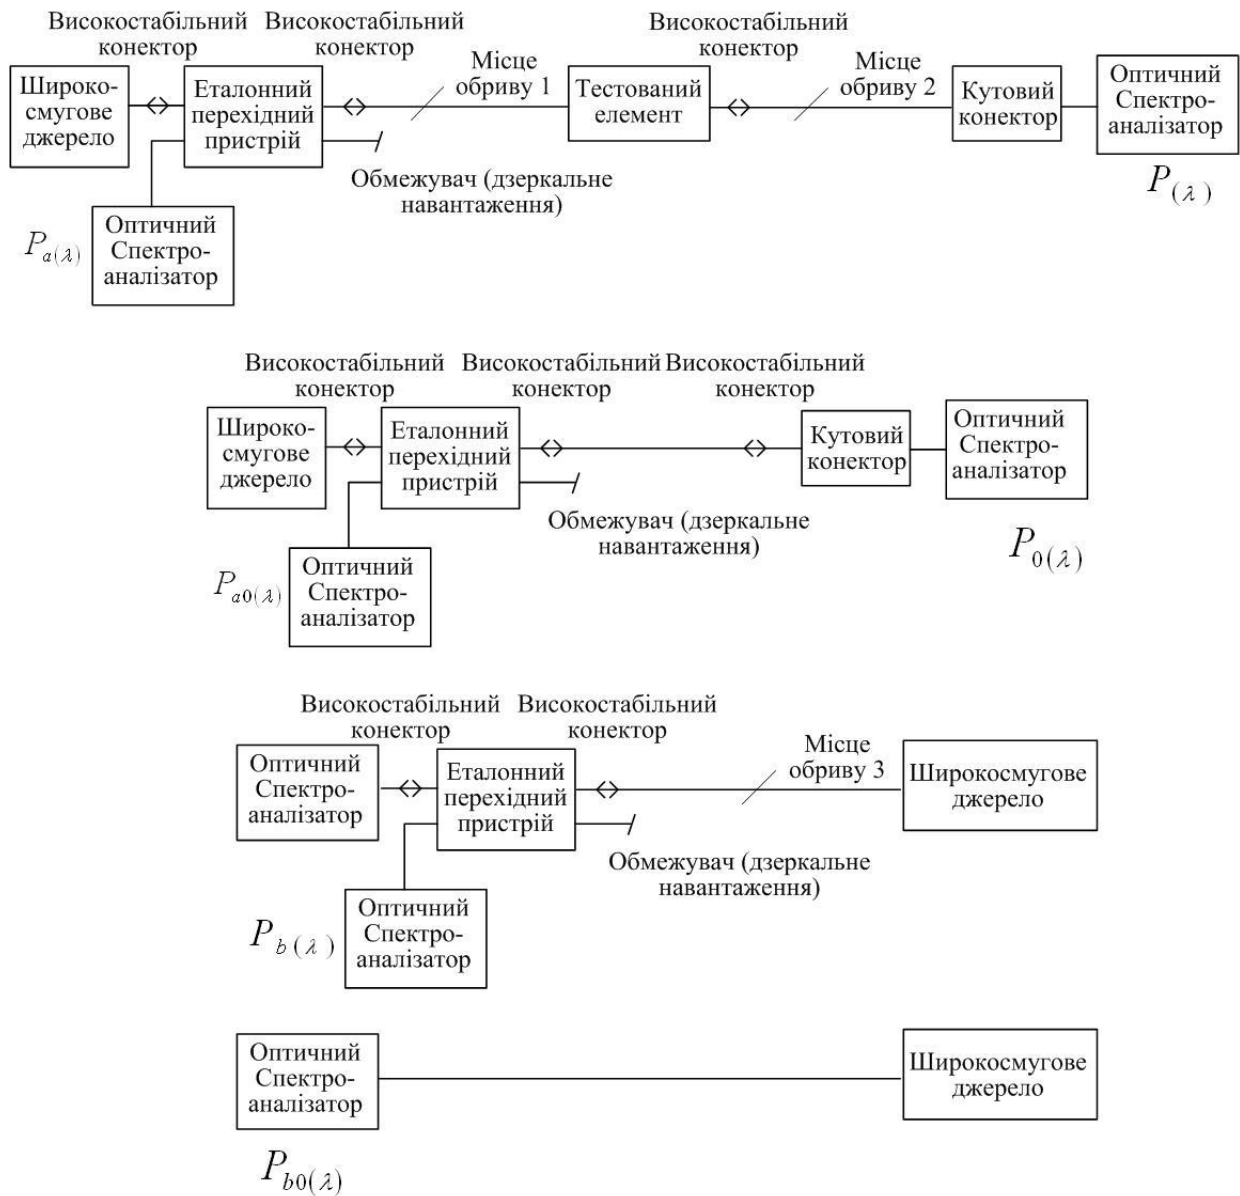 Високостабільний
конектор
Високостабільний
конектор
Високостабільний
конектор
Широко-
смугове
джерело
Еталонний
перехідний
пристрій
Місце
обриву 1
Тестований
елемент
Місце
обриву 2
Кутовий
конектор
Оптичний
Спектро-
аналізатор
Обмежувач (дзеркальне
навантаження)
P(λ)
Pa(λ)
Оптичний
Спектро-
аналізатор
Високостабільний
конектор
Високостабільний
конектор
Високостабільний
конектор
Широко-
смугове
джерело
Еталонний
перехідний
пристрій
Кутовий
конектор
Оптичний
Спектро-
аналізатор
Обмежувач (дзеркальне
навантаження)
P0(λ)
Pa0(λ)
Оптичний
Спектро-
аналізатор
Високостабільний
конектор
Високостабільний
конектор
Оптичний
Спектро-
аналізатор
Еталонний
перехідний
пристрій
Місце
обриву 3
Широкосмугове
джерело
Обмежувач (дзеркальне
навантаження)
Pb(λ)
Оптичний
Спектро-
аналізатор
Оптичний
Спектро-
аналізатор
Широкосмугове
джерело
Pb0(λ)